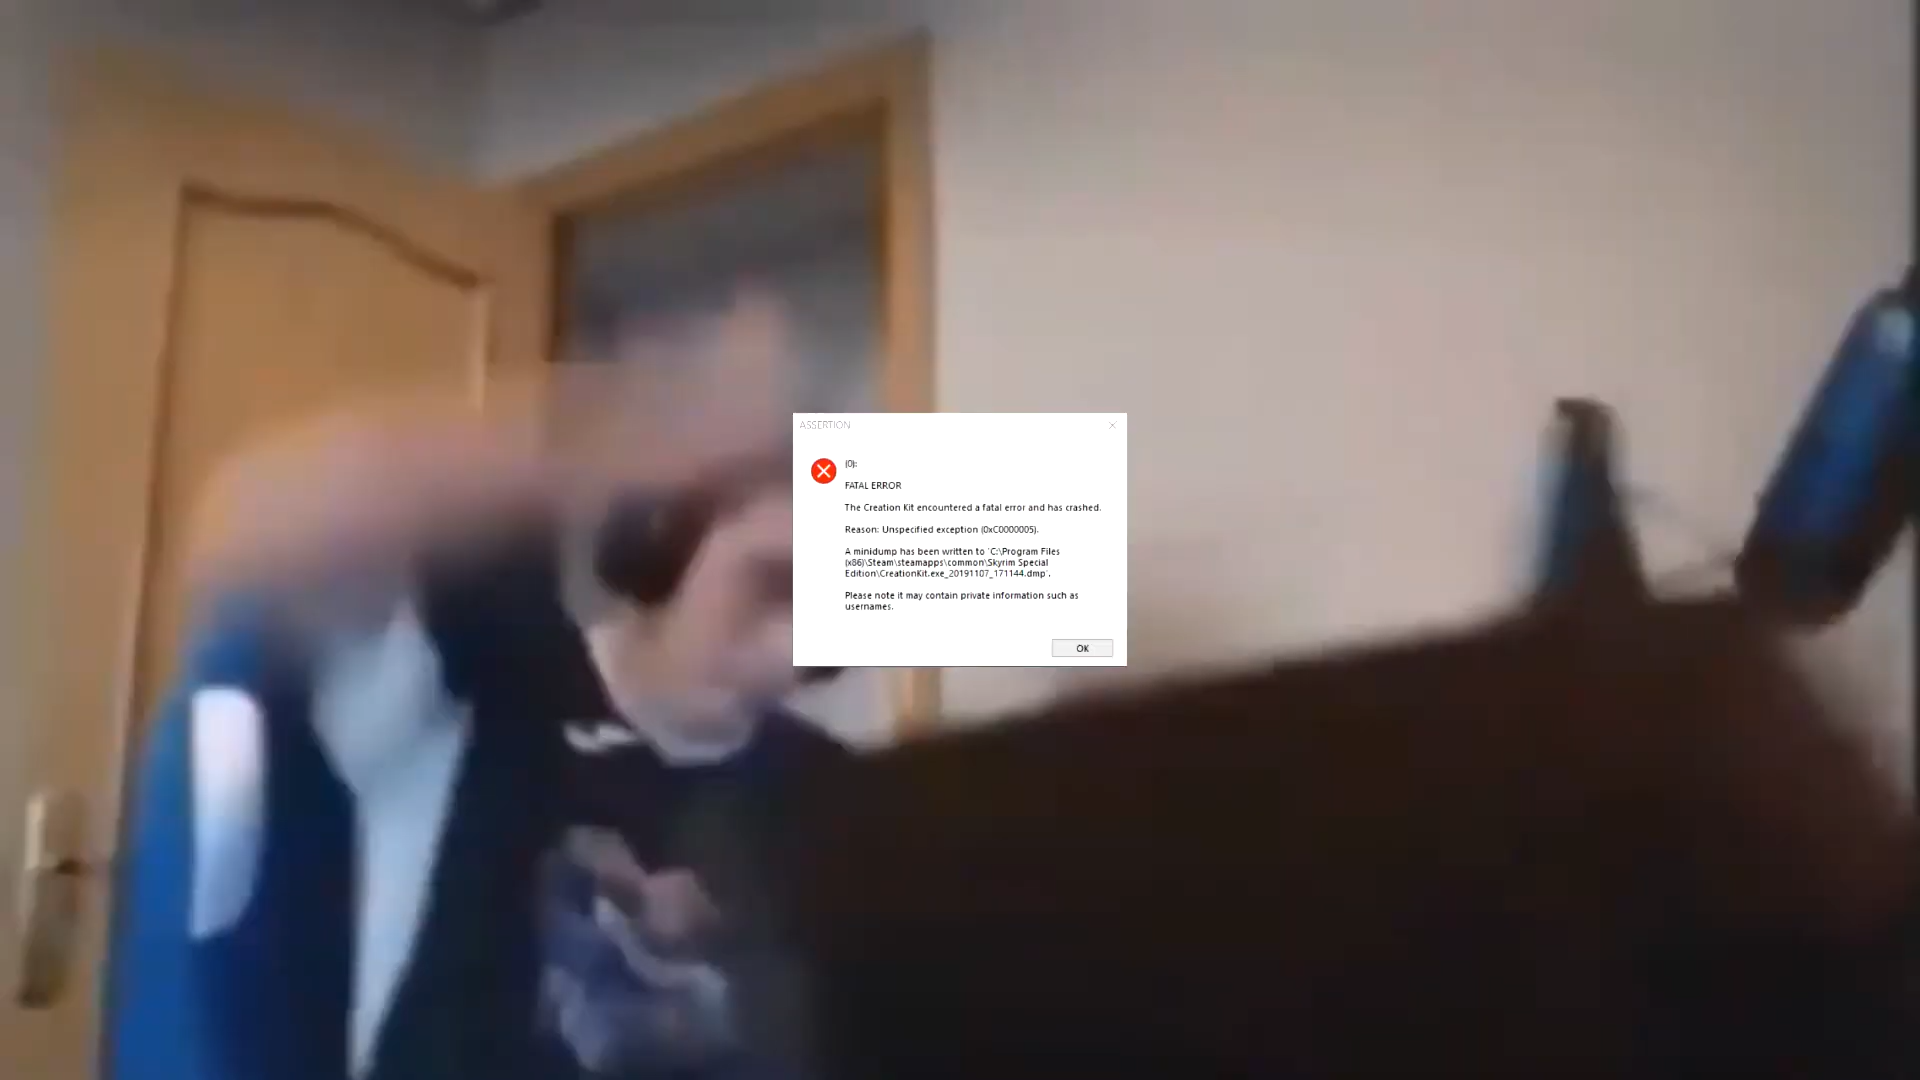 ASSERTION
(0):
FATAL ERROR
The Creation Kit encountered a fatal error and has crashed.
Reason: Unspecified exception (0xC0000005).
A minidump has been written to 'C:\Program Files
(x86)\Steam\steamapps\common\Skyrim Special
Edition\CreationKit.exe_20191107_171144.dmp'.
Please note it may contain private information such as
usernames.
OK